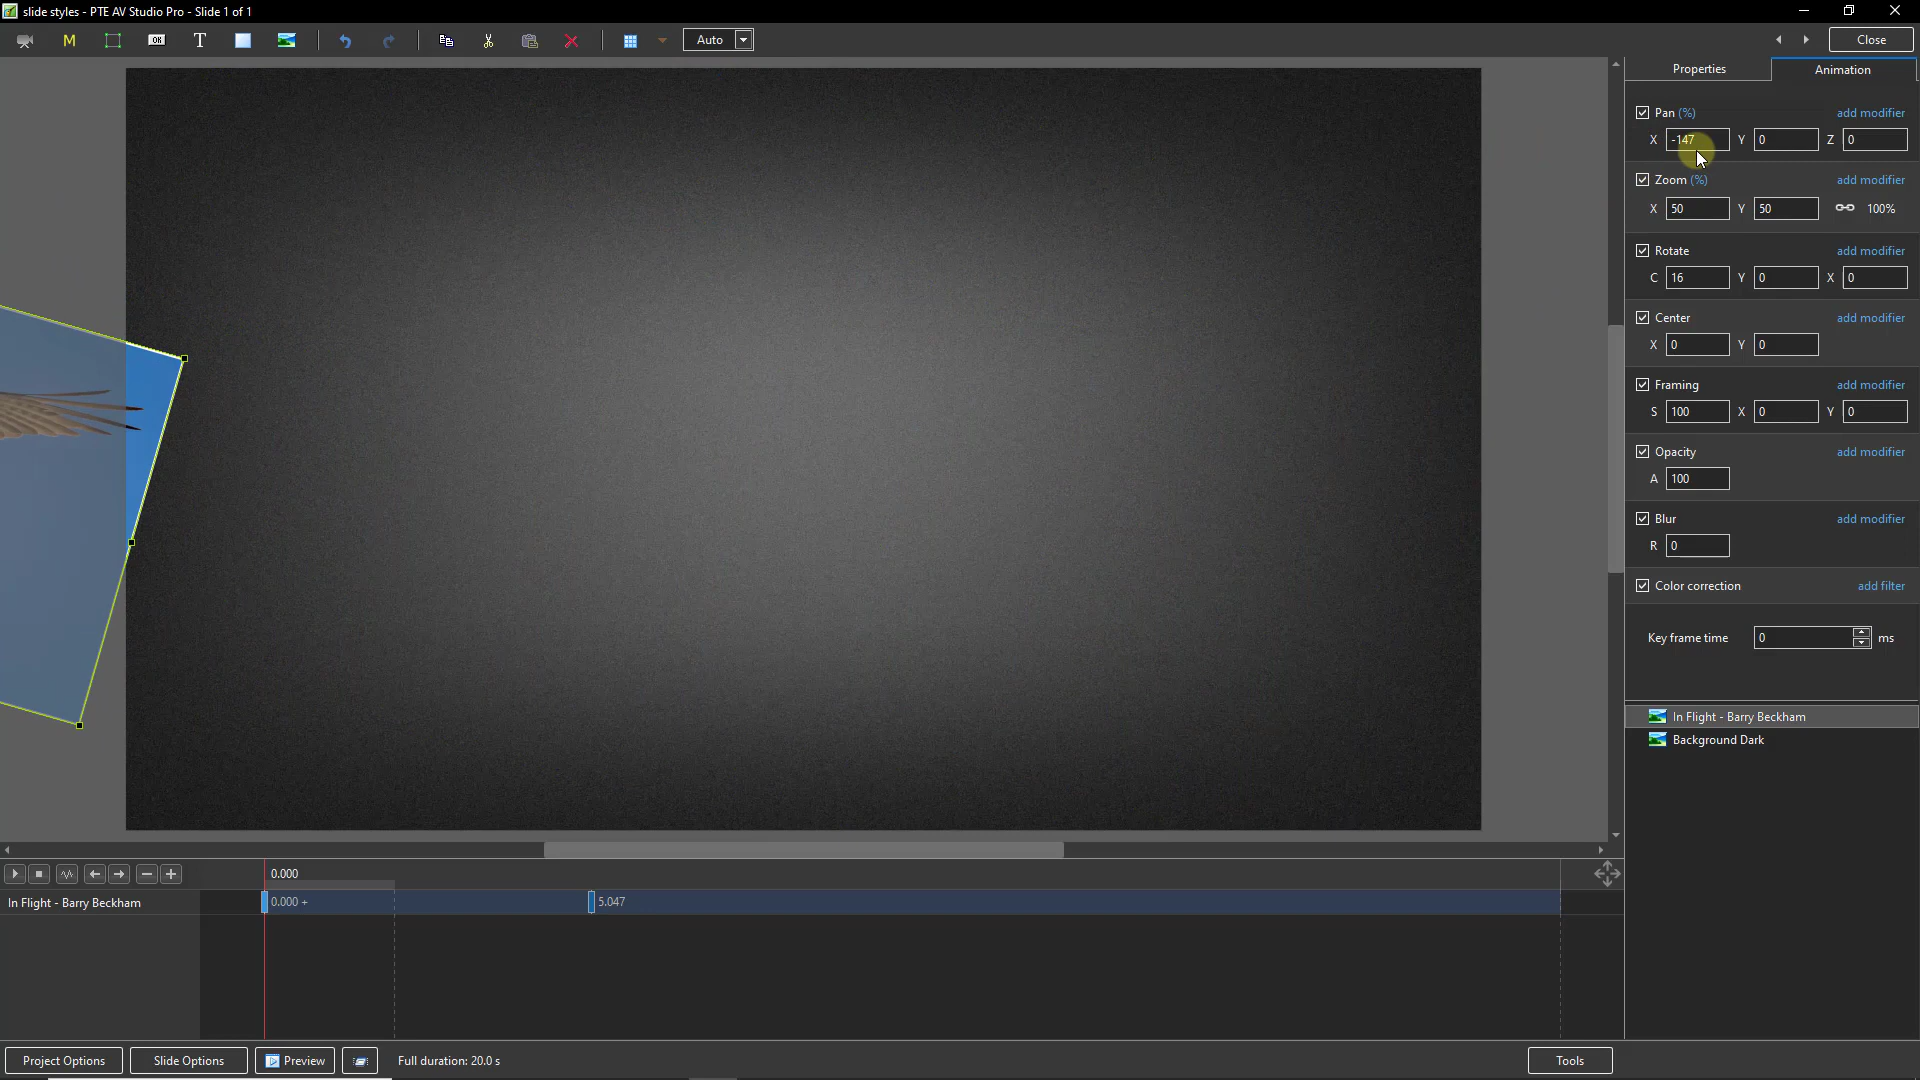 slide styles - PTE AV Studio Pro - Slide 1 of 1
M
OK
T
Auto
Close
Properties
Animation
Pan (%)
add modifier
X -147 Y 0 Z 0
Zoom (%)
add modifier
X 50 Y 50 100%
Rotate
add modifier
C 16 Y 0 X 0
Center
add modifier
X 0 Y 0
Framing
add modifier
S 100 X 0 Y 0
Opacity
add modifier
A 100
Blur
add modifier
R 0
Color correction
add filter
Key frame time 0 ms
In Flight - Barry Beckham
Background Dark
0.000
In Flight - Barry Beckham
0.000 +
5.047
Project Options
Slide Options
Preview
Full duration: 20.0 s
Tools